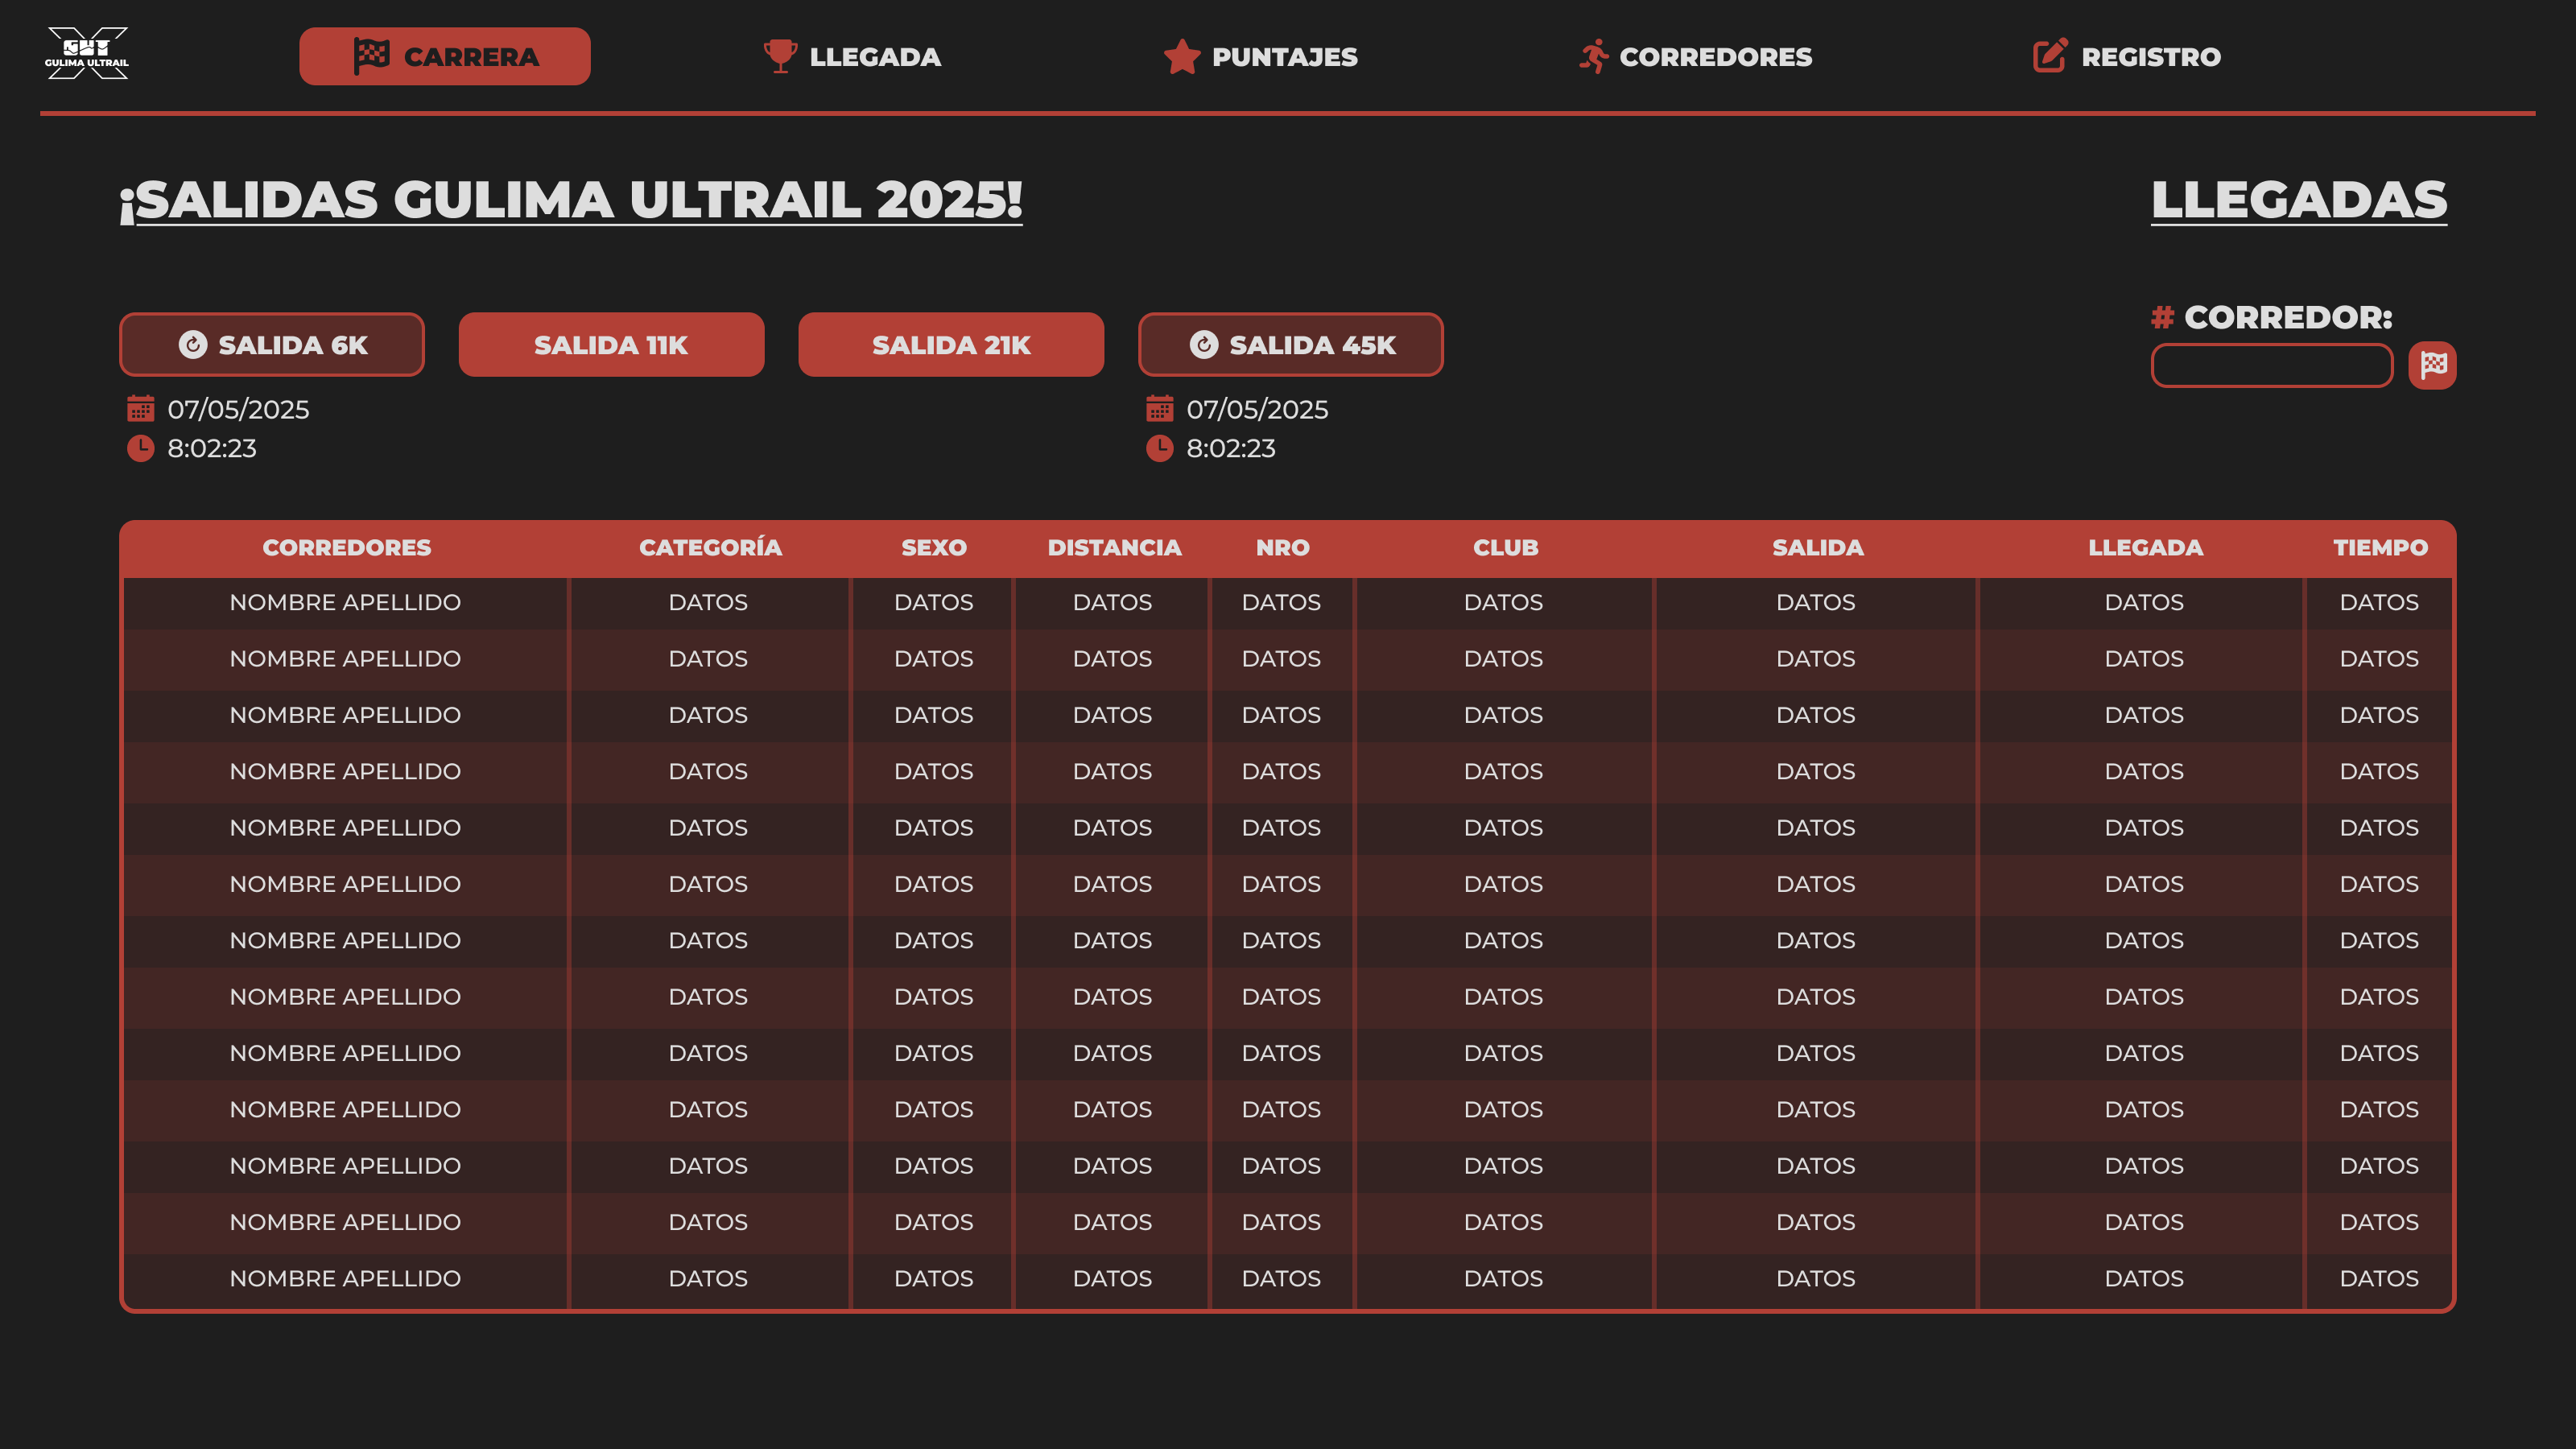 GUT
GULIMA ULTRAIL
CARRERA LLEGADA PUNTAJES CORREDORES REGISTRO
¡SALIDAS GULIMA ULTRAIL 2025! LLEGADAS
# CORREDOR:
SALIDA 6K SALIDA 11K SALIDA 21K SALIDA 45K
07/05/2025 07/05/2025
8:02:23 8:02:23
CORREDORES CATEGORÍA SEXO DISTANCIA NRO CLUB SALIDA LLEGADA TIEMPO
NOMBRE APELLIDO DATOS DATOS DATOS DATOS DATOS DATOS DATOS DATOS
NOMBRE APELLIDO DATOS DATOS DATOS DATOS DATOS DATOS DATOS DATOS
NOMBRE APELLIDO DATOS DATOS DATOS DATOS DATOS DATOS DATOS DATOS
NOMBRE APELLIDO DATOS DATOS DATOS DATOS DATOS DATOS DATOS DATOS
NOMBRE APELLIDO DATOS DATOS DATOS DATOS DATOS DATOS DATOS DATOS
NOMBRE APELLIDO DATOS DATOS DATOS DATOS DATOS DATOS DATOS DATOS
NOMBRE APELLIDO DATOS DATOS DATOS DATOS DATOS DATOS DATOS DATOS
NOMBRE APELLIDO DATOS DATOS DATOS DATOS DATOS DATOS DATOS DATOS
NOMBRE APELLIDO DATOS DATOS DATOS DATOS DATOS DATOS DATOS DATOS
NOMBRE APELLIDO DATOS DATOS DATOS DATOS DATOS DATOS DATOS DATOS
NOMBRE APELLIDO DATOS DATOS DATOS DATOS DATOS DATOS DATOS DATOS
NOMBRE APELLIDO DATOS DATOS DATOS DATOS DATOS DATOS DATOS DATOS
NOMBRE APELLIDO DATOS DATOS DATOS DATOS DATOS DATOS DATOS DATOS